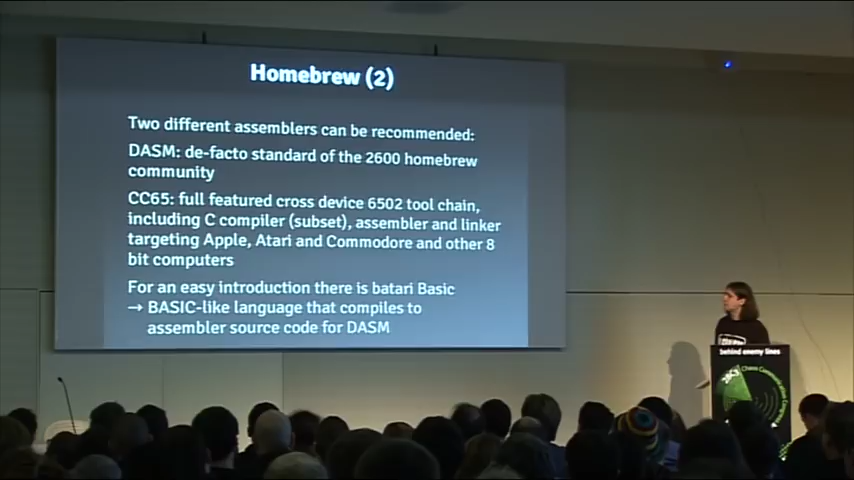 Homebrew (2)
Two different assemblers can be recommended:
DASM: de-facto standard of the 2600 homebrew
community
CC65: full featured cross device 6502 tool chain,
including C compiler (subset), assembler and linker
targeting Apple, Atari and Commodore and other 8
bit computers
For an easy introduction there is batari Basic
→ BASIC-like language that compiles to
assembler source code for DASM
behind enemy lines